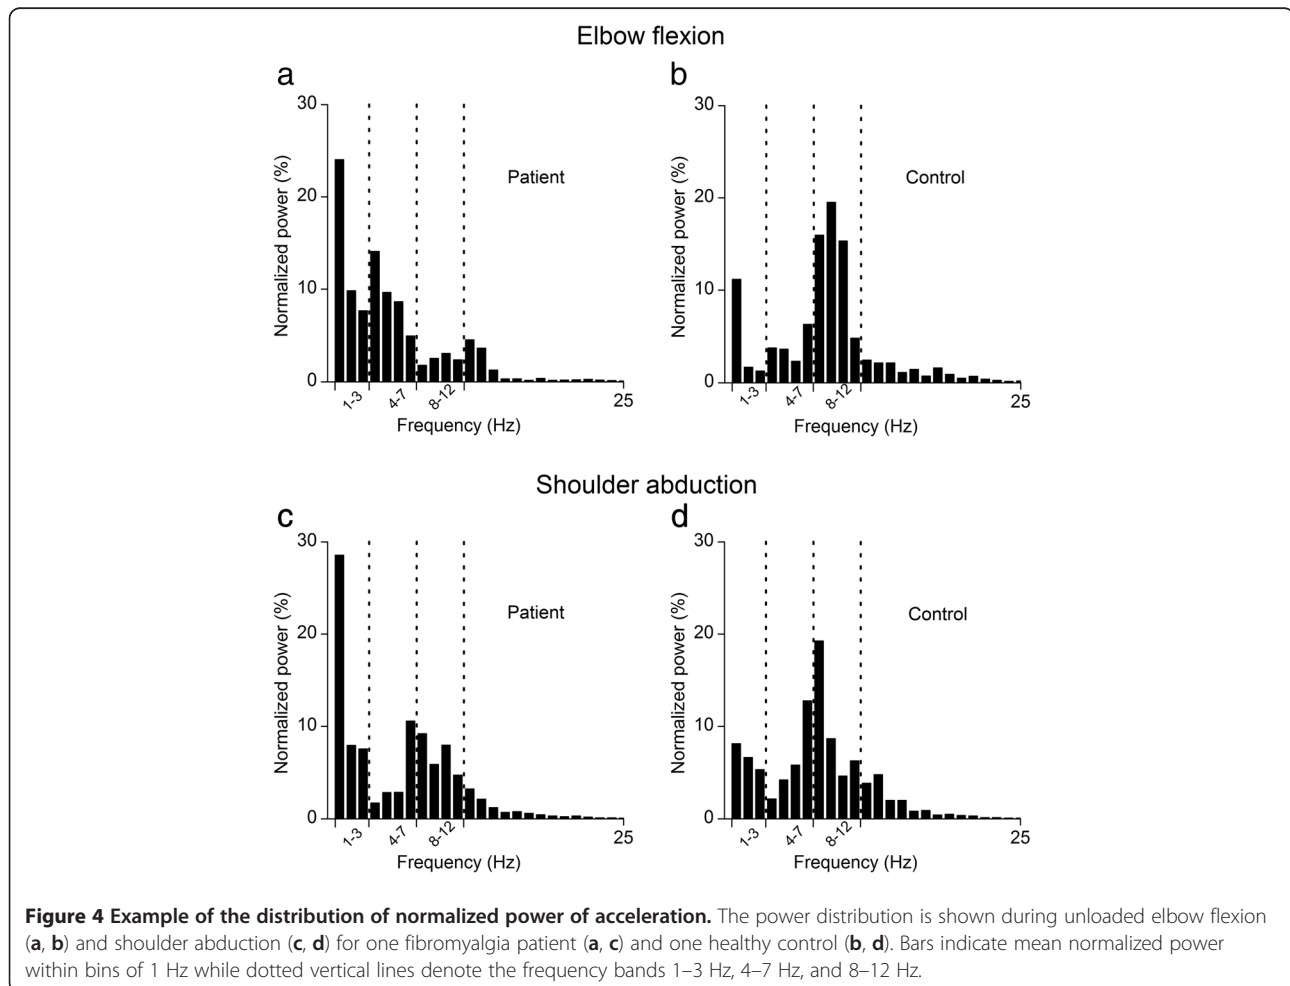 Elbow flexion
a
b
30
20
10
0
Normalized power (%)
Patient
1-3
4-7
8-12
25
Frequency (Hz)
30
20
10
0
Normalized power (%)
Control
1-3
4-7
8-12
25
Frequency (Hz)
Shoulder abduction
c
d
30
20
10
0
Normalized power (%)
Patient
1-3
4-7
8-12
25
Frequency (Hz)
30
20
10
0
Normalized power (%)
Control
1-3
4-7
8-12
25
Frequency (Hz)
Figure 4 Example of the distribution of normalized power of acceleration. The power distribution is shown during unloaded elbow flexion
(a, b) and shoulder abduction (c, d) for one fibromyalgia patient (a, c) and one healthy control (b, d). Bars indicate mean normalized power
within bins of 1 Hz while dotted vertical lines denote the frequency bands 1–3 Hz, 4–7 Hz, and 8–12 Hz.